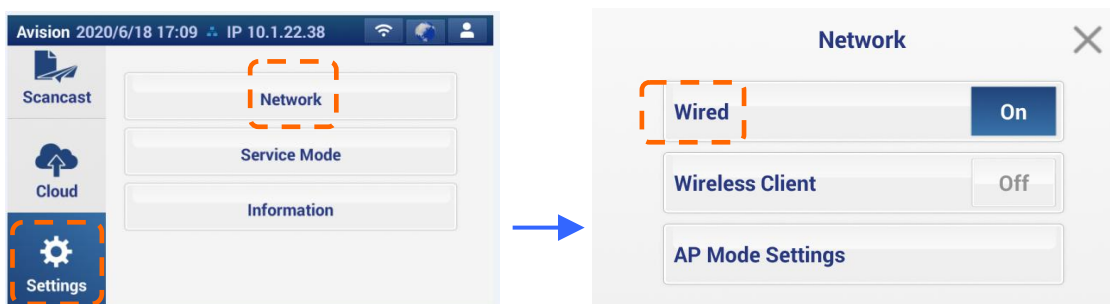 Avision 2020/6/18 17:09 IP 10.1.22.38
Scancast
Cloud
Settings
Network
Service Mode
Information
Network
Wired On
Wireless Client Off
AP Mode Settings